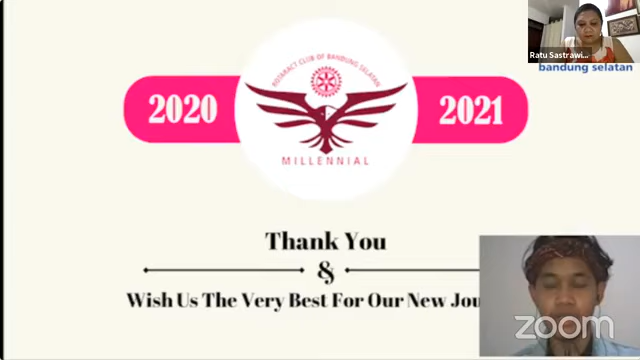 Ratu Sastrawi...
bandung selatan
ROTARACT CLUB OF BANDUNG SELATAN
2020
2021
MILLENNIAL
Thank You
&
Wish Us The Very Best For Our New Jou
zoom